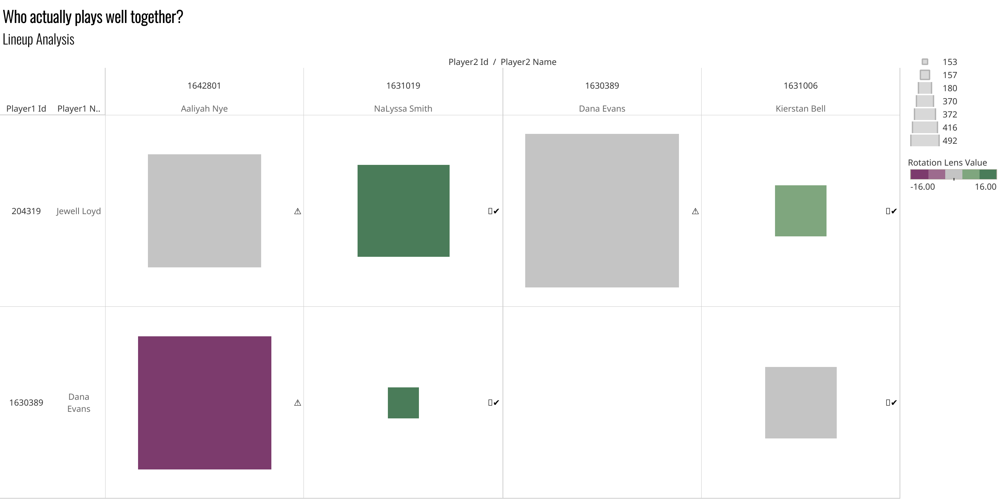 Who actually plays well together?
Lineup Analysis
Player2 Id / Player2 Name
1642801 1631019 1630389 1631006
Player1 Id Player1 N.. Aaliyah Nye NaLyssa Smith Dana Evans Kierstan Bell
204319 Jewell Loyd ⚠ ▯✔ ⚠ ▯✔
1630389 Dana
Evans ⚠ ▯✔ ▯✔
153
157
180
370
372
416
492
Rotation Lens Value
-16.00 16.00